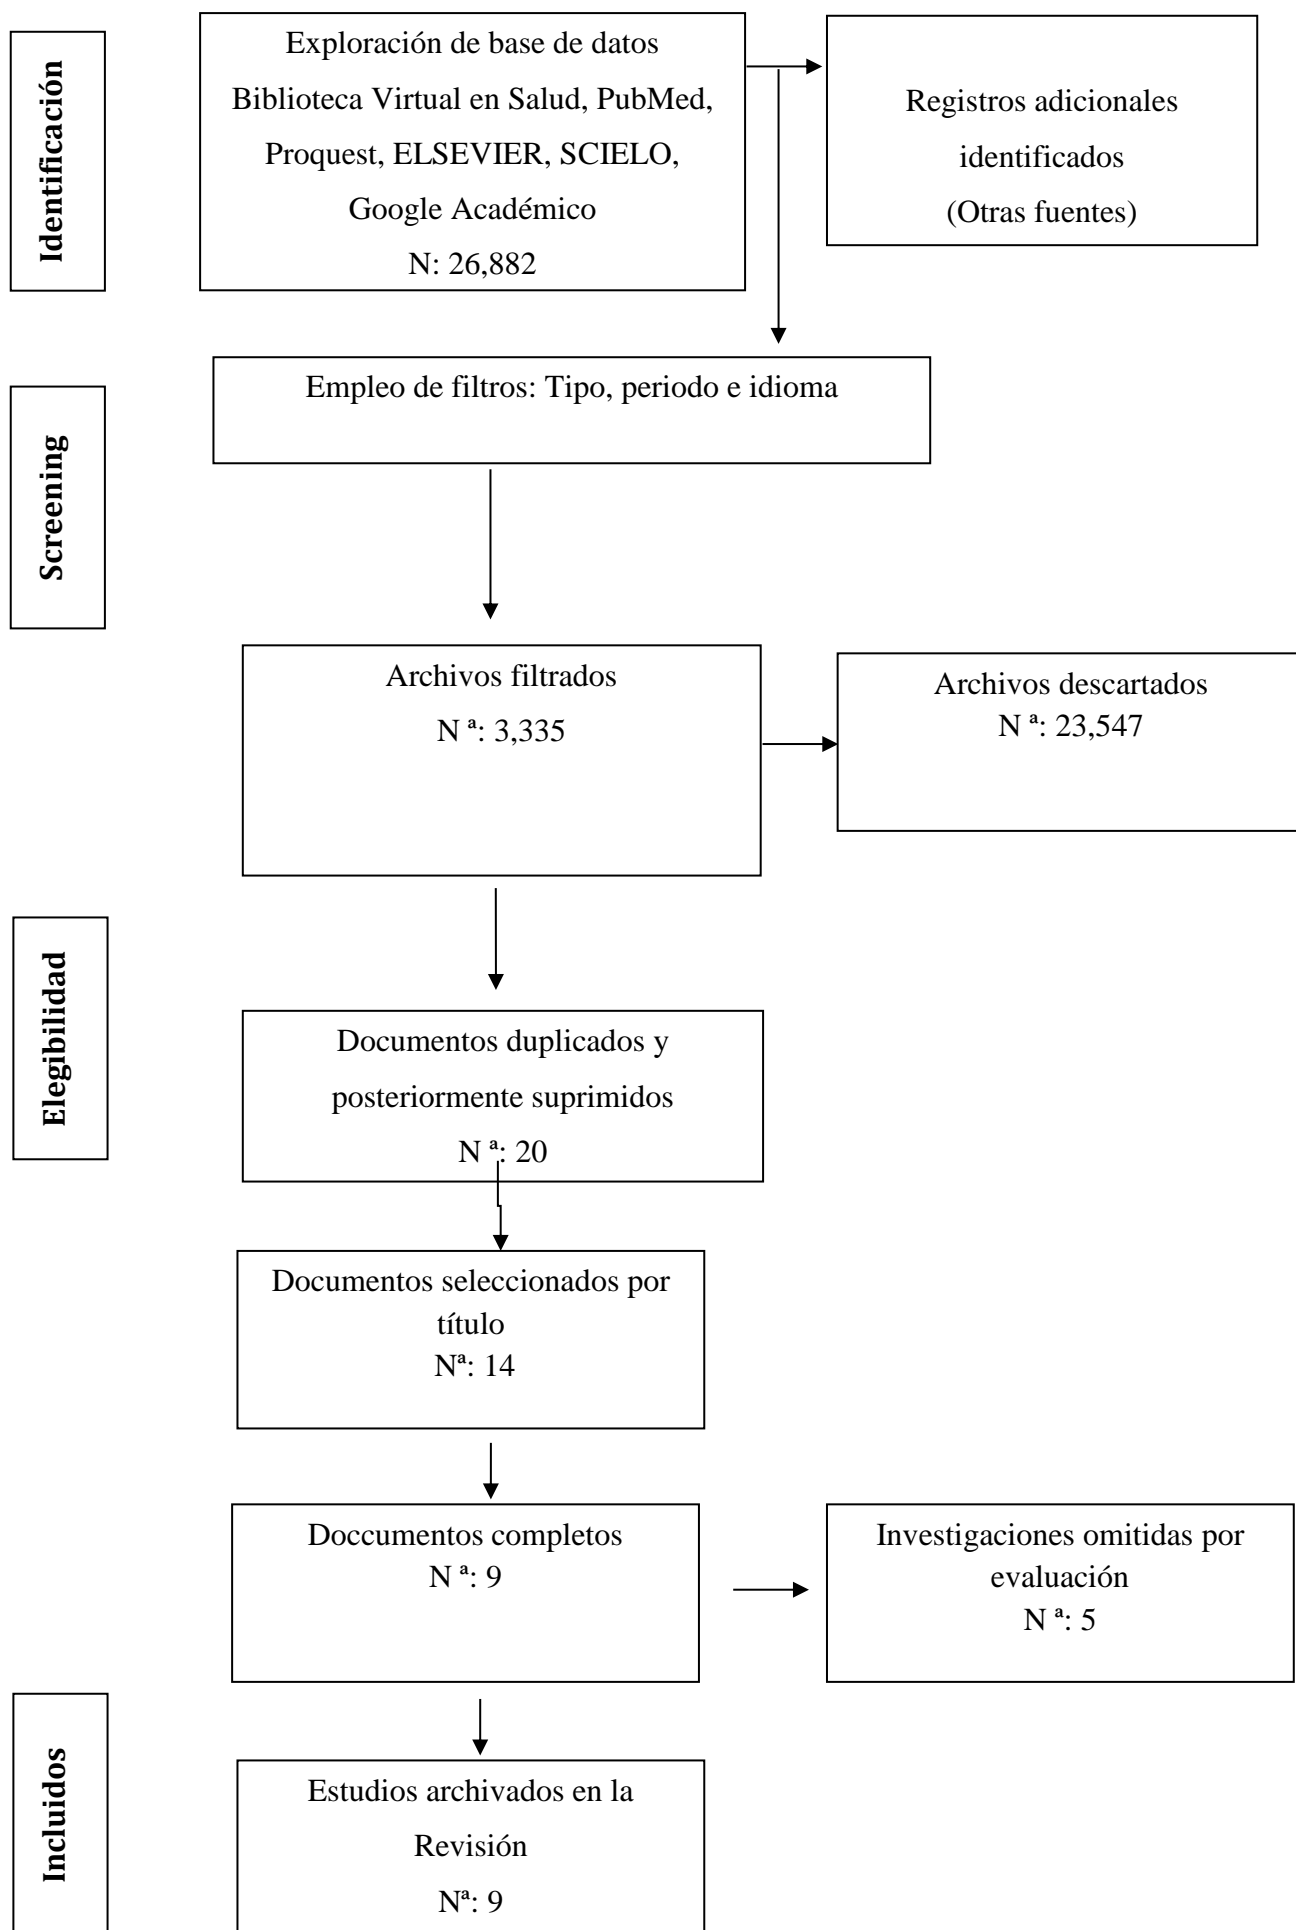 Identificación
Exploración de base de datos
Biblioteca Virtual en Salud, PubMed,
Proquest, ELSEVIER, SCIELO,
Google Académico
N: 26,882
Registros adicionales
identificados
(Otras fuentes)
Screening
Empleo de filtros: Tipo, periodo e idioma
Archivos filtrados
N ª: 3,335
Archivos descartados
N ª: 23,547
Elegibilidad
Documentos duplicados y
posteriormente suprimidos
N ª: 20
Documentos seleccionados por
título
Nª: 14
Doccumentos completos
N ª: 9
Investigaciones omitidas por
evaluación
N ª: 5
Incluidos
Estudios archivados en la
Revisión
Nª: 9